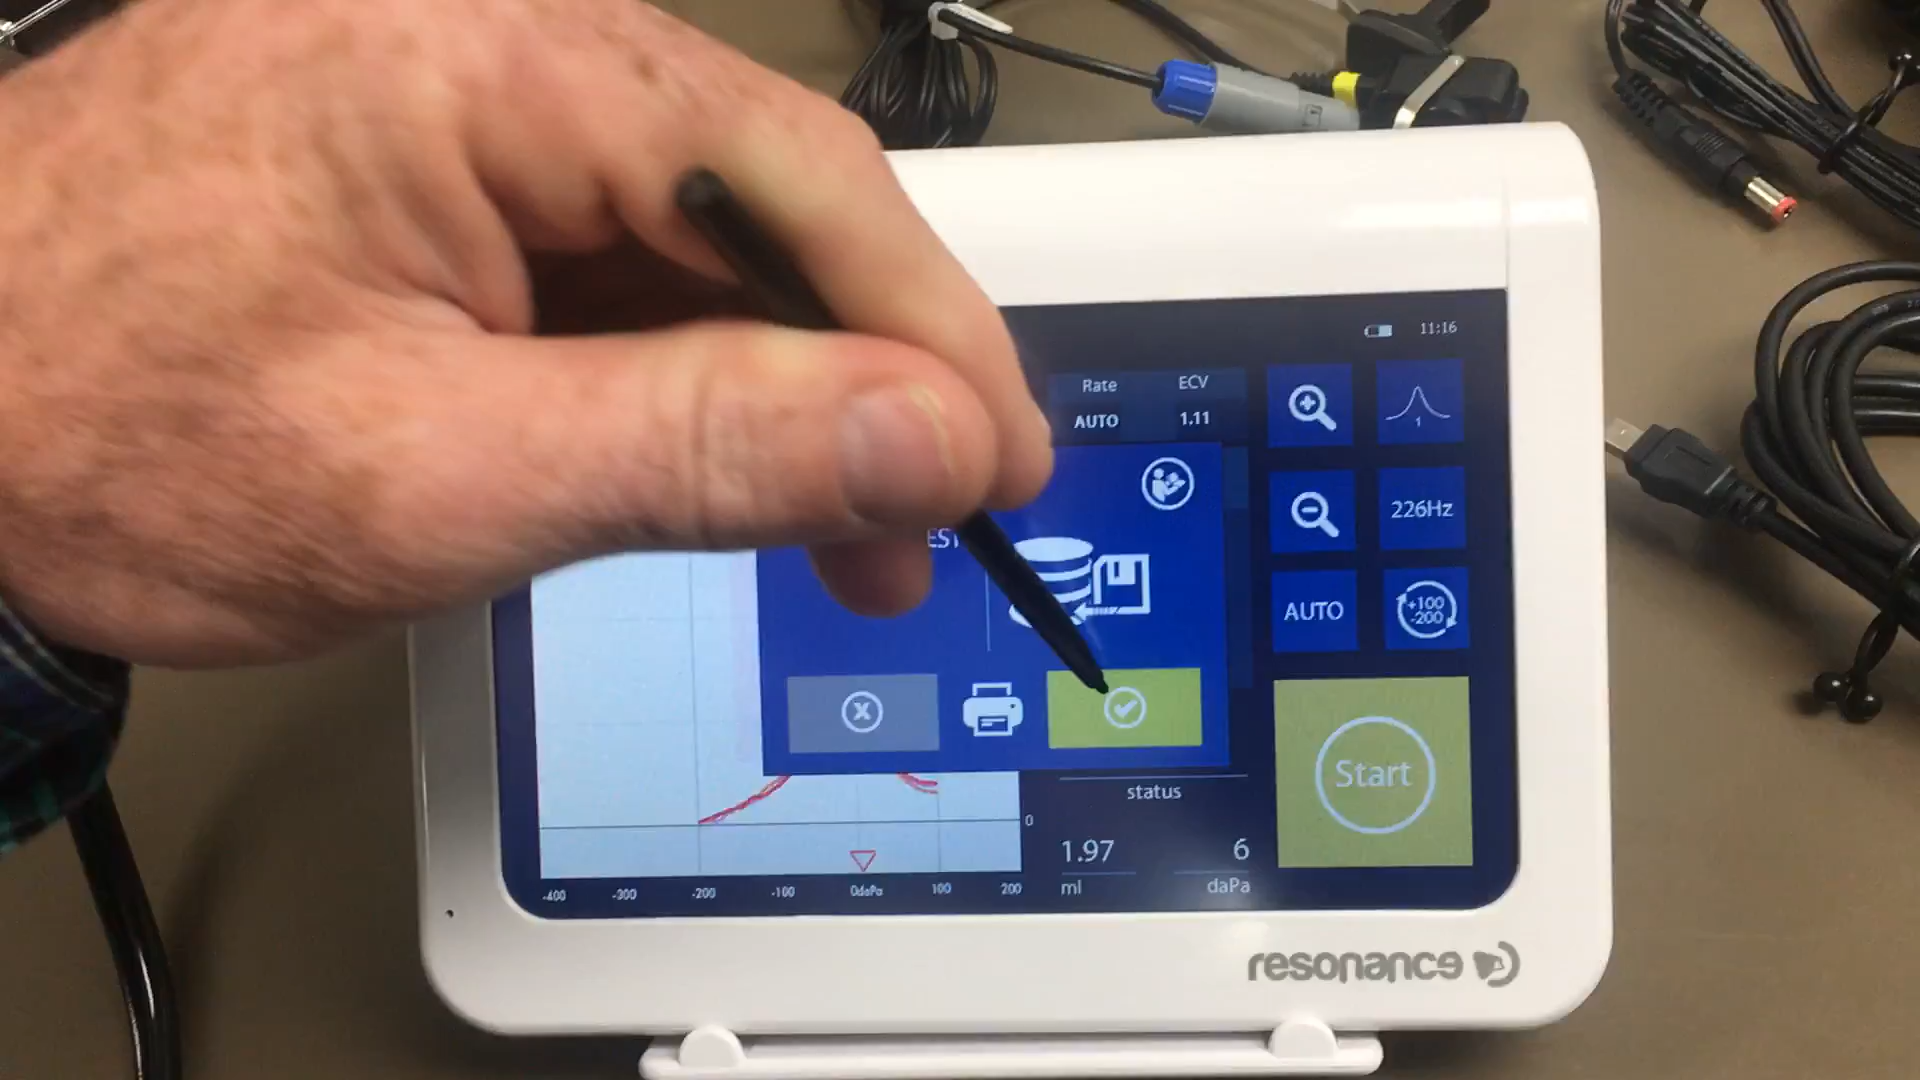 11:16
Rate ECV
AUTO 1.11
1
226Hz
AUTO
+100
-200
Start
status
0
1.97 6
ml daPa
-400 -300 -200 -100 0daPa 100 200
resonance